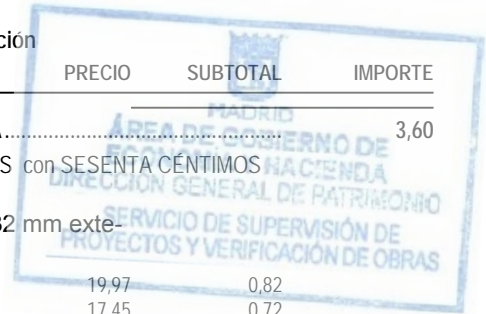 ción
PRECIO SUBTOTAL IMPORTE
MADRID
A 3,60
ÁREA DE GOBIERNO DE
ECONOMÍA Y HACIENDA
S con SESENTA CÉNTIMOS
DIRECCIÓN GENERAL DE PATRIMONIO
32 mm exte-
SERVICIO DE SUPERVISIÓN DE
PROYECTOS Y VERIFICACIÓN DE OBRAS
19,97 0,82
17,45 0,72